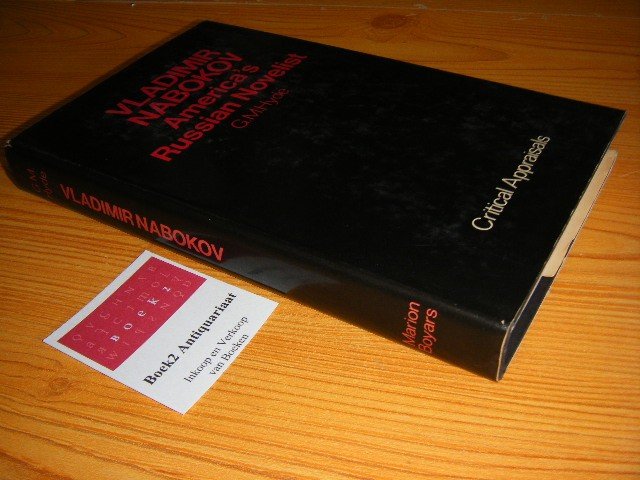 VLADIMIR
NABOKOV
America's
Russian Novelist
G.M.Hyde
Critical Appraisals
G.M.
Hyde
VLADIMIR NABOKOV
Marion
Boyars
BOEK2
Boek2 Antiquariaat
Inkoop en Verkoop
van Boeken